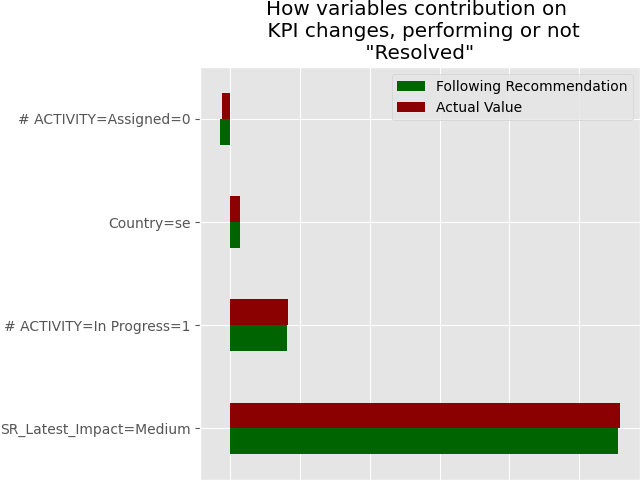 How variables contribution on
KPI changes, performing or not
"Resolved"
Following Recommendation
Actual Value
# ACTIVITY=Assigned=0
Country=se
# ACTIVITY=In Progress=1
SR_Latest_Impact=Medium